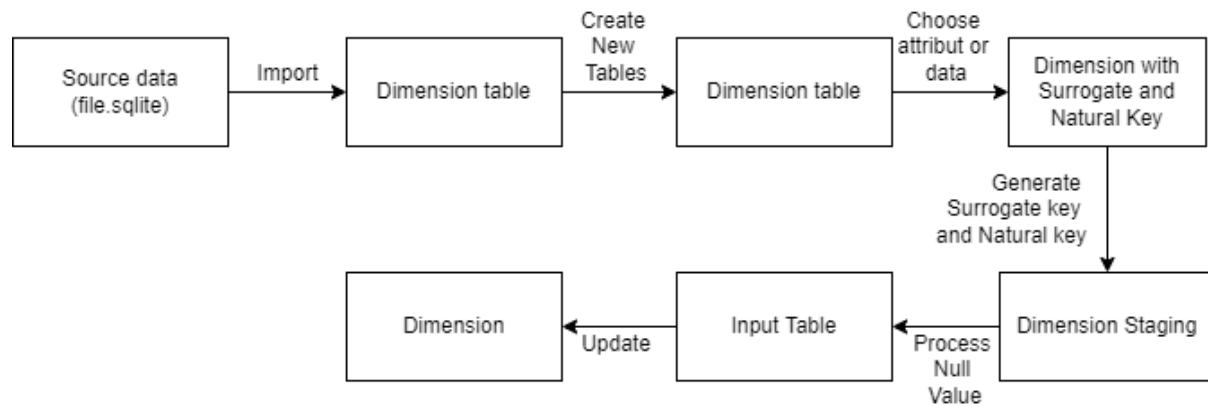 Source data
(file.sqlite)
Import
Dimension table
Create
New
Tables
Dimension table
Choose
attribut or
data
Dimension with
Surrogate and
Natural Key
Generate
Surrogate key
and Natural key
Dimension Staging
Process
Null
Value
Input Table
Update
Dimension